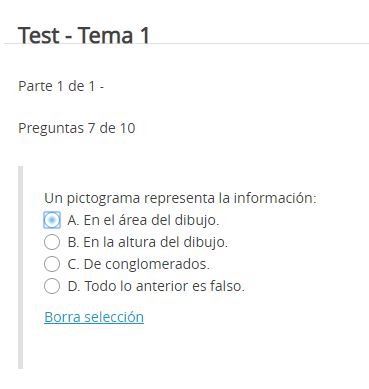 Test - Tema 1
Parte 1 de 1 -
Preguntas 7 de 10
Un pictograma representa la información:
A. En el área del dibujo.
B. En la altura del dibujo.
C. De conglomerados.
D. Todo lo anterior es falso.
Borra selección